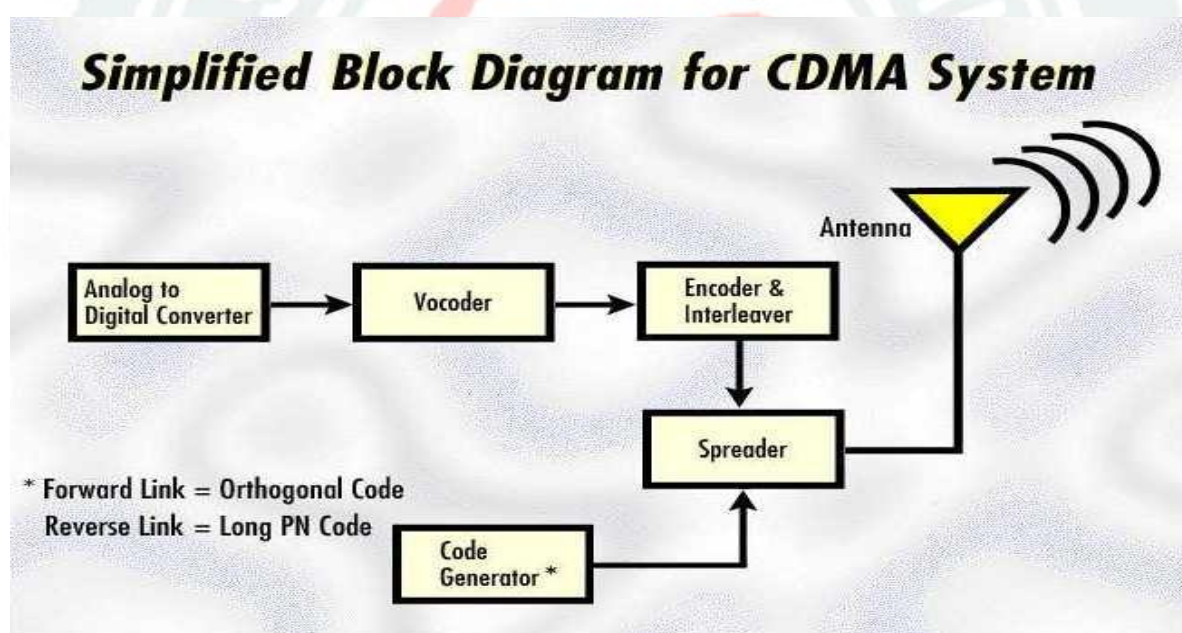 Simplified Block Diagram for CDMA System
Antenna
Analog to
Digital Converter
Vocoder
Encoder &
Interleaver
Spreader
* Forward Link = Orthogonal Code
Reverse Link = Long PN Code
Code
Generator *